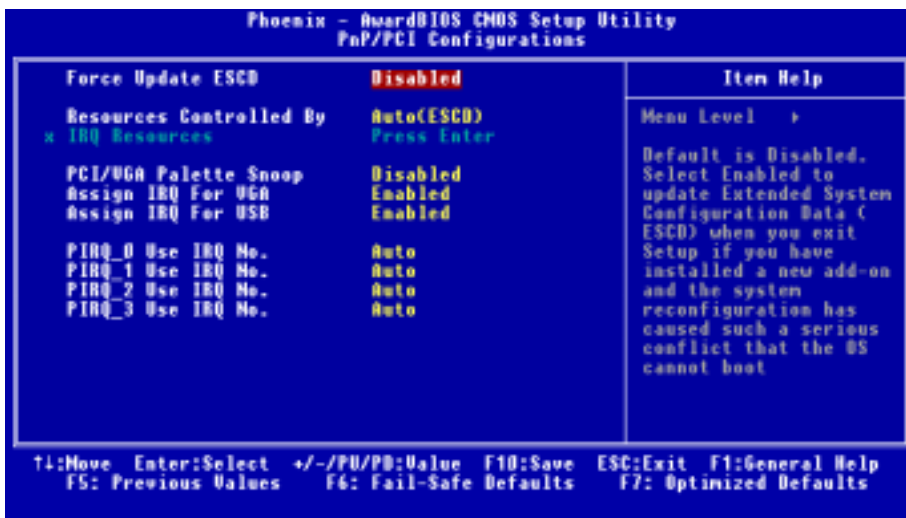 Phoenix - AwardBIOS CMOS Setup Utility
PnP/PCI Configurations
Force Update ESCD Disabled
Resources Controlled By Auto(ESCD)
x IRQ Resources Press Enter
PCI/VGA Palette Snoop Disabled
Assign IRQ For VGA Enabled
Assign IRQ For USB Enabled
PIRQ_0 Use IRQ No. Auto
PIRQ_1 Use IRQ No. Auto
PIRQ_2 Use IRQ No. Auto
PIRQ_3 Use IRQ No. Auto
Item Help
Menu Level ▸
Default is Disabled.
Select Enabled to
update Extended System
Configuration Data (
ESCD) when you exit
Setup if you have
installed a new add-on
and the system
reconfiguration has
caused such a serious
conflict that the OS
cannot boot
↑↓:Move Enter:Select +/-/PU/PD:Value F10:Save ESC:Exit F1:General Help
F5: Previous Values F6: Fail-Safe Defaults F7: Optimized Defaults